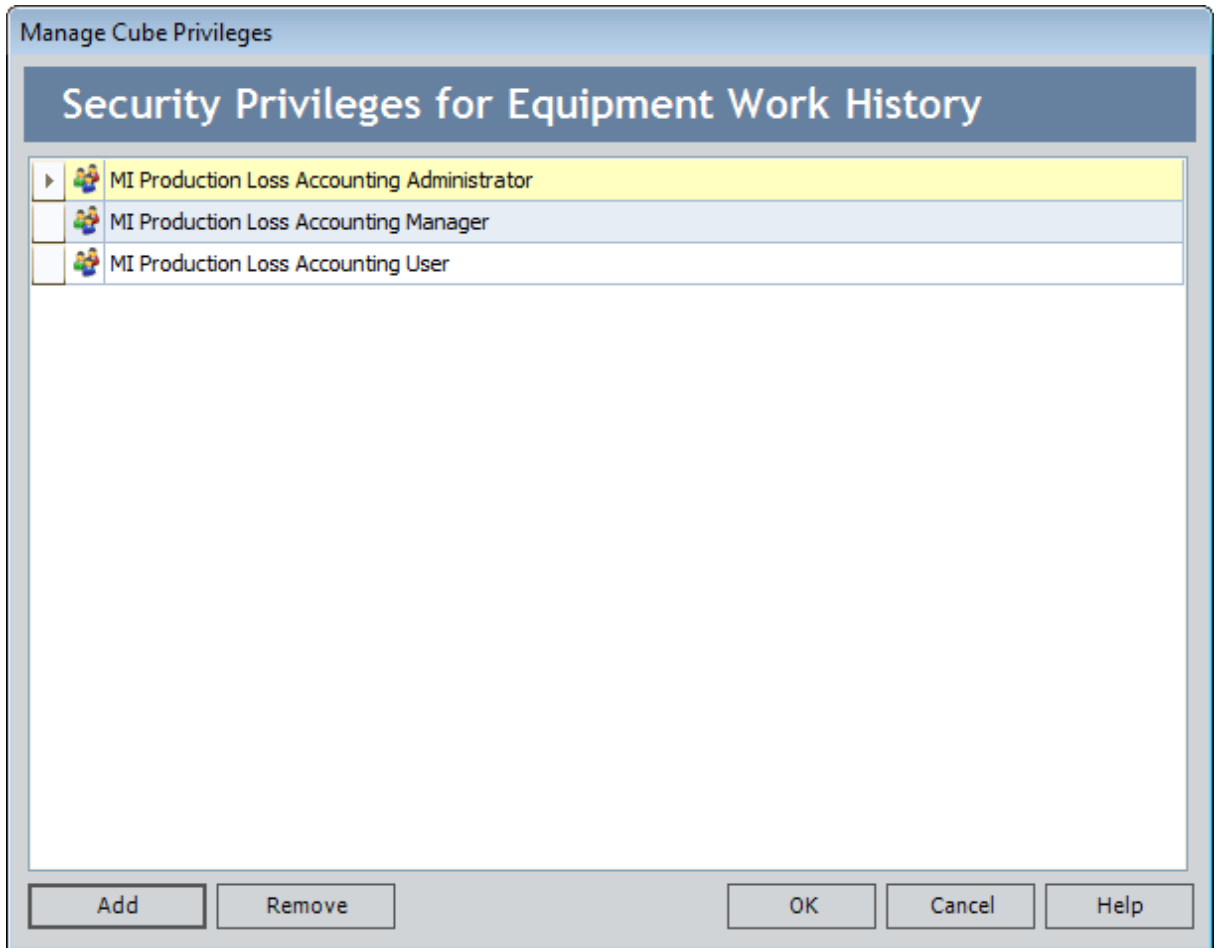 Manage Cube Privileges
Security Privileges for Equipment Work History
MI Production Loss Accounting Administrator
MI Production Loss Accounting Manager
MI Production Loss Accounting User
Add Remove OK Cancel Help